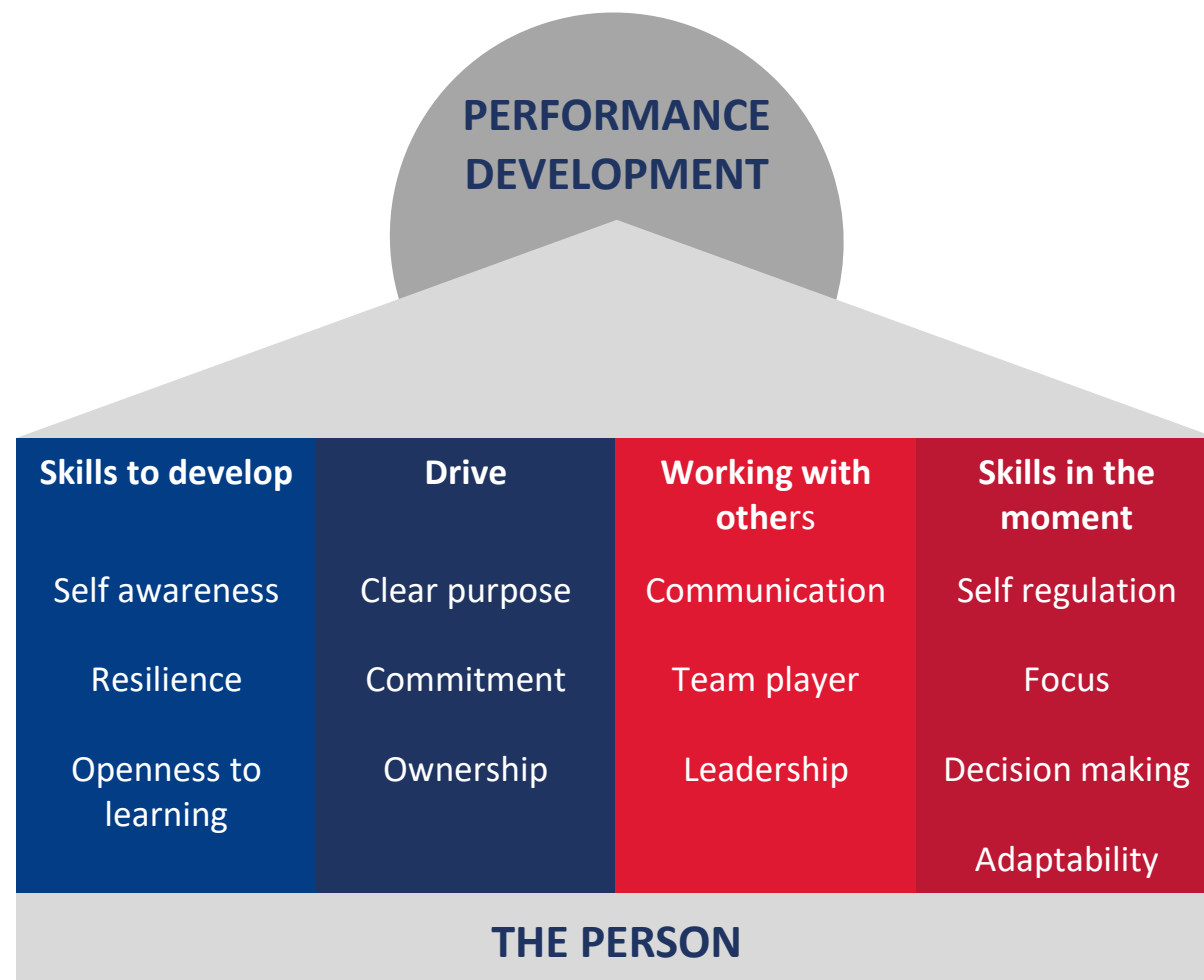 PERFORMANCE
DEVELOPMENT
Skills to develop
Self awareness
Resilience
Openness to
learning
Drive
Clear purpose
Commitment
Ownership
Working with
others
Communication
Team player
Leadership
Skills in the
moment
Self regulation
Focus
Decision making
Adaptability
THE PERSON